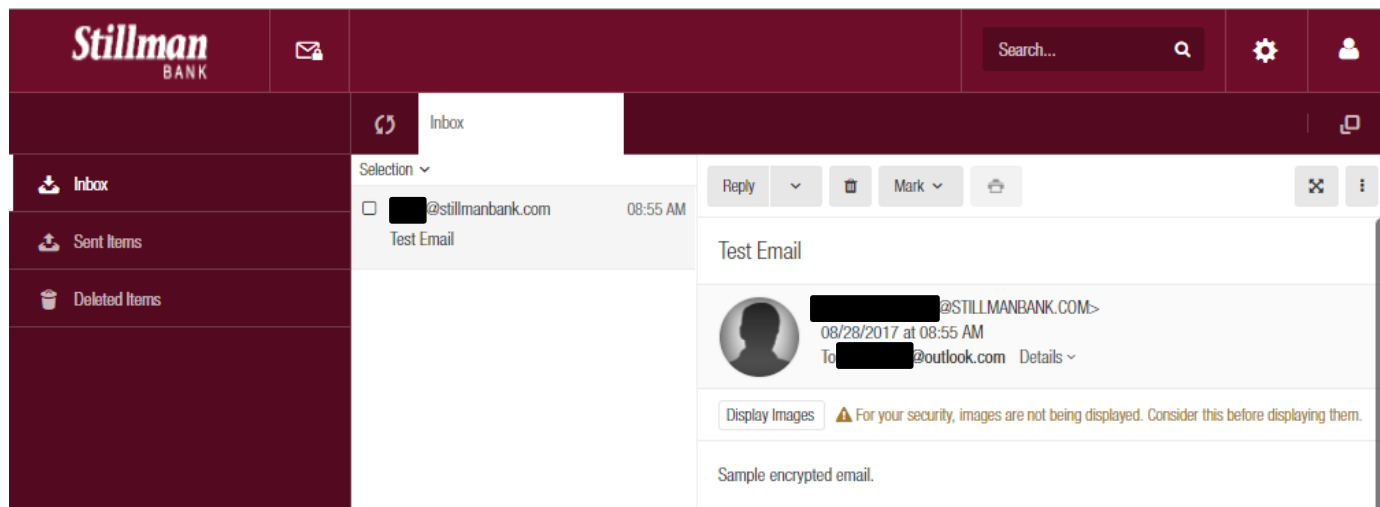 Stillman
BANK
Search...
Inbox
Inbox
Sent Items
Deleted Items
Selection
@stillmanbank.com 08:55 AM
Test Email
Reply Mark
Test Email
@STILLMANBANK.COM>
08/28/2017 at 08:55 AM
To @outlook.com Details
Display Images For your security, images are not being displayed. Consider this before displaying them.
Sample encrypted email.